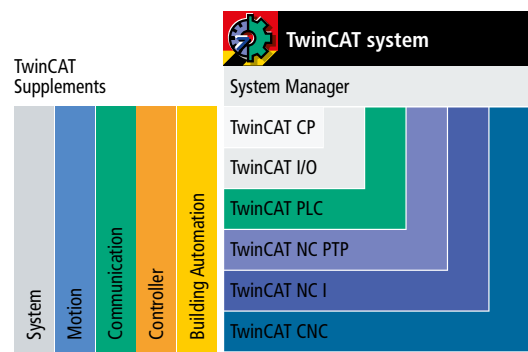 TwinCAT
Supplements
System
Motion
Communication
Controller
Building Automation
TwinCAT system
System Manager
TwinCAT CP
TwinCAT I/O
TwinCAT PLC
TwinCAT NC PTP
TwinCAT NC I
TwinCAT CNC